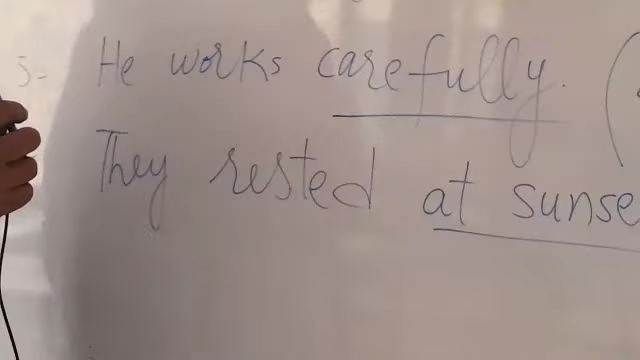 5- He works carefully. (
They rested at sunse